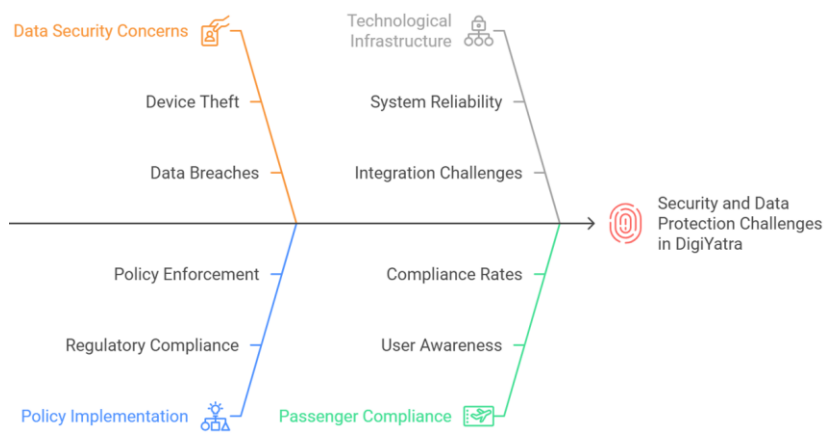 Data Security Concerns
Technological
Infrastructure
Device Theft
System Reliability
Data Breaches
Integration Challenges
Security and Data
Protection Challenges
in DigiYatra
Policy Enforcement
Compliance Rates
Regulatory Compliance
User Awareness
Policy Implementation
Passenger Compliance